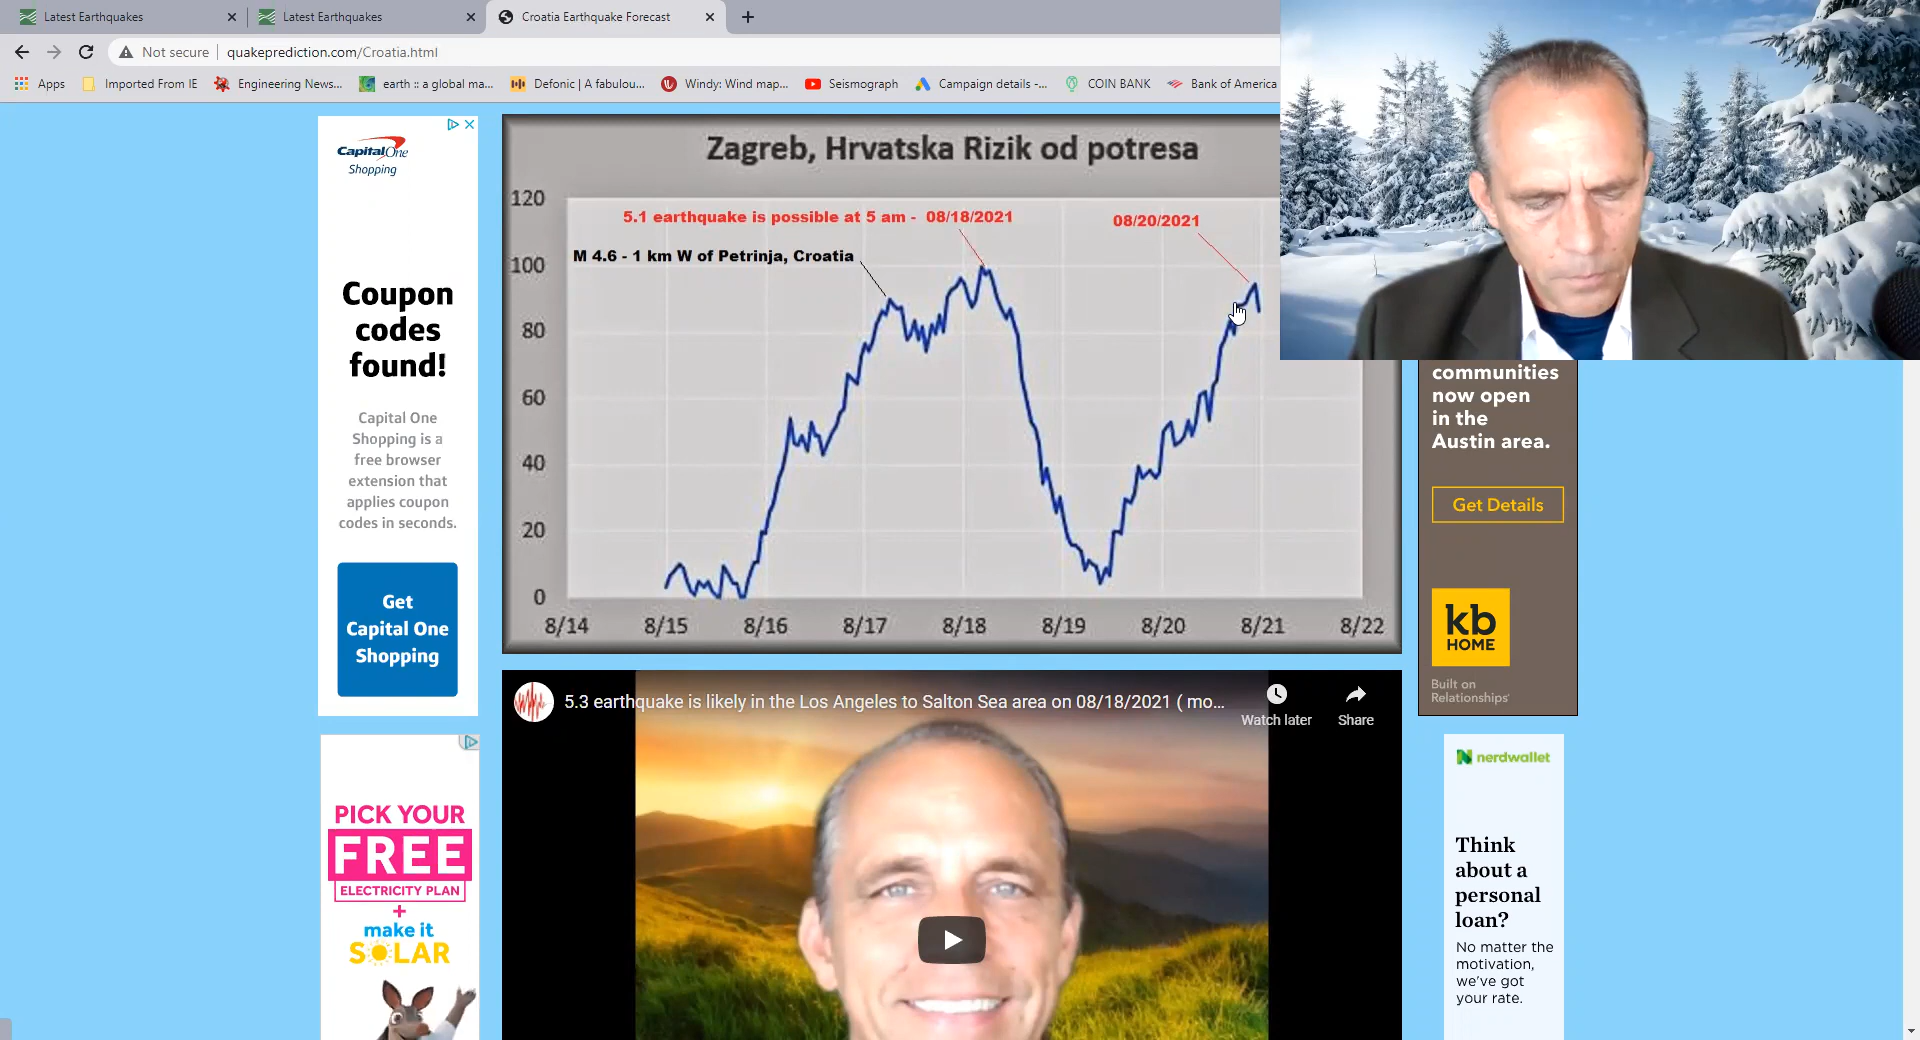 Latest Earthquakes
Latest Earthquakes
Croatia Earthquake Forecast
Not secure
quakeprediction.com/Croatia.html
Apps
Imported From IE
Engineering News...
earth :: a global ma...
Defonic | A fabulou...
Windy: Wind map...
Seismograph
Campaign details -...
COIN BANK
Bank of America
Capital One
Shopping
Coupon
codes
found!
Capital One
Shopping is a
free browser
extension that
applies coupon
codes in seconds.
Get
Capital One
Shopping
Zagreb, Hrvatska Rizik od potresa
5.1 earthquake is possible at 5 am - 08/18/2021
08/20/2021
M 4.6 - 1 km W of Petrinja, Croatia
120
100
80
60
40
20
0
8/14 8/15 8/16 8/17 8/18 8/19 8/20 8/21 8/22
communities
now open
in the
Austin area.
Get Details
kb
HOME
Built on
Relationships®
5.3 earthquake is likely in the Los Angeles to Salton Sea area on 08/18/2021 ( mo...
Watch later
Share
PICK YOUR
FREE
ELECTRICITY PLAN
+
make it
SOLAR
nerdwallet
Think
about a
personal
loan?
No matter the
motivation,
we've got
your rate.